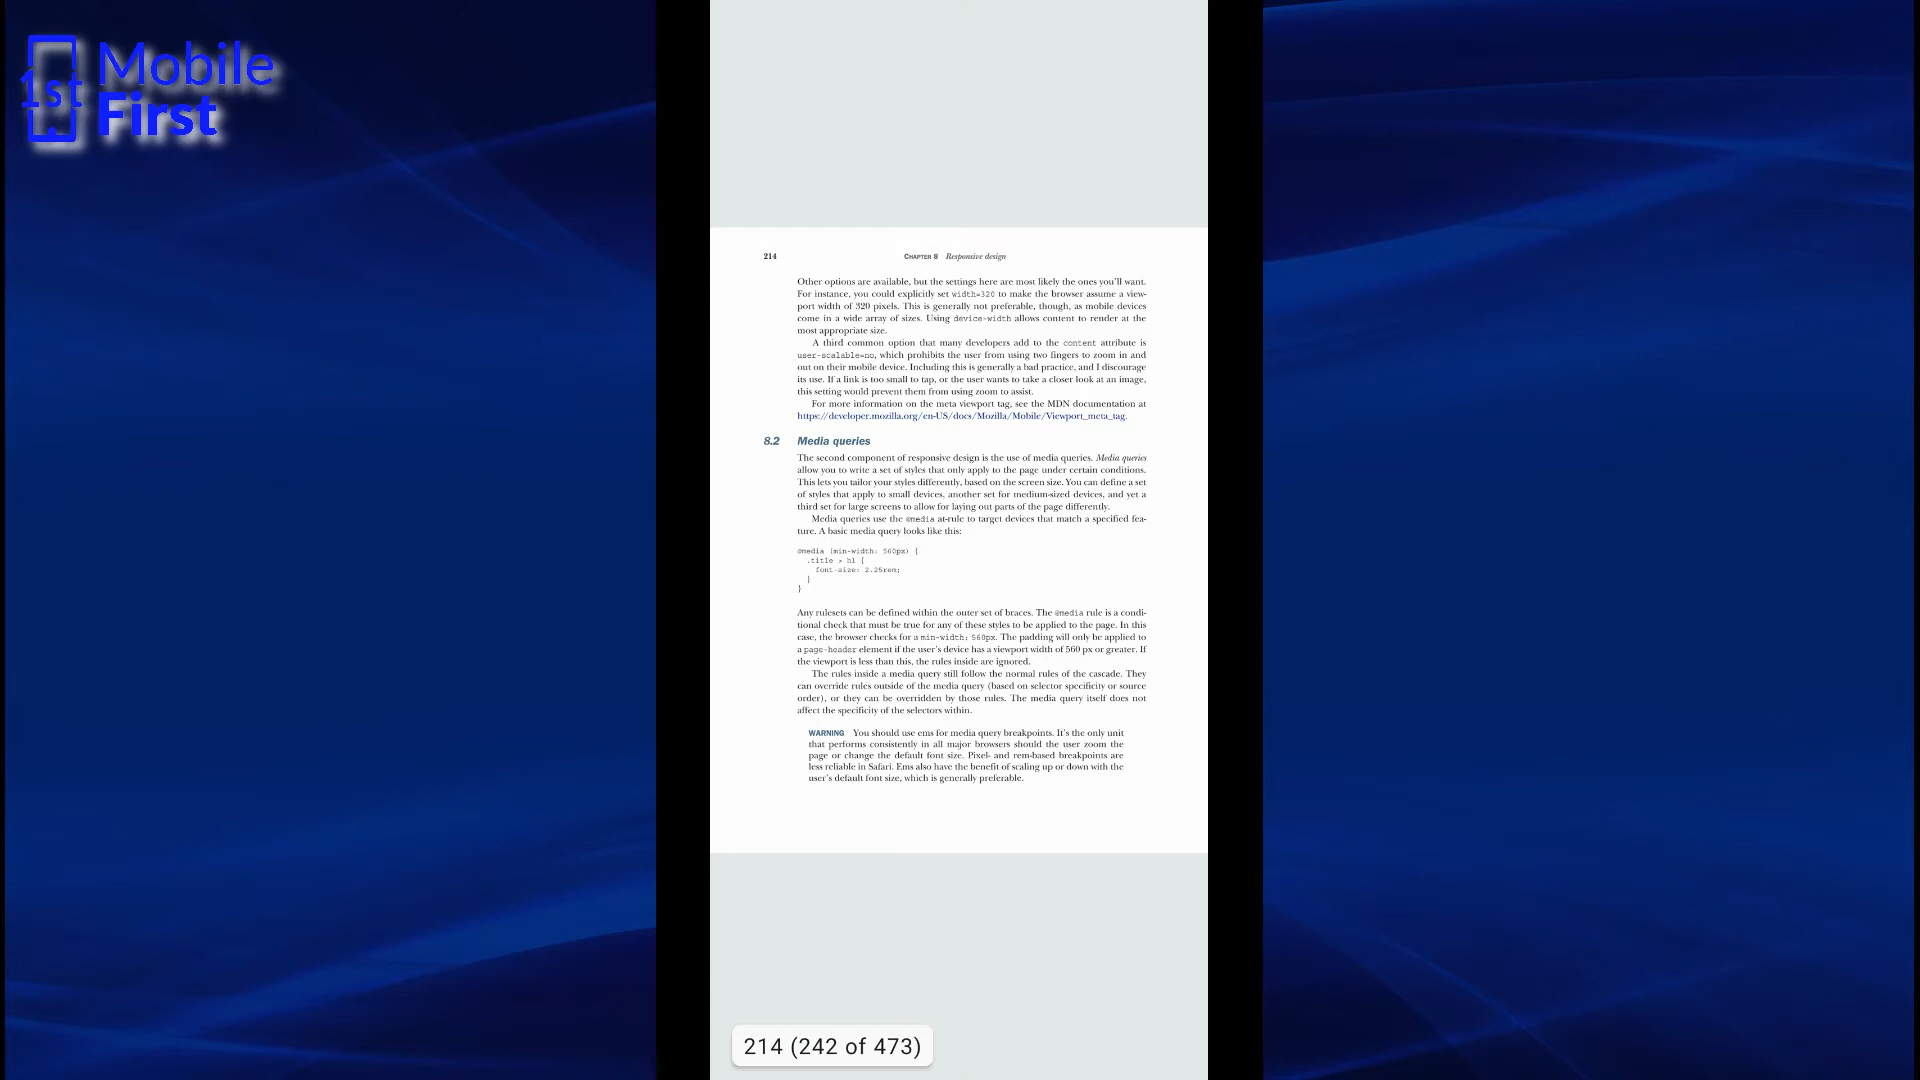 1st
Mobile
First
214
CHAPTER 8 Responsive design
Other options are available, but the settings here are most likely the ones you'll want.
For instance, you could explicitly set width=320 to make the browser assume a view-
port width of 320 pixels. This is generally not preferable, though, as mobile devices
come in a wide array of sizes. Using device-width allows content to render at the
most appropriate size.
A third common option that many developers add to the content attribute is
user-scalable=no, which prohibits the user from using two fingers to zoom in and
out on their mobile device. Including this is generally a bad practice, and I discourage
its use. If a link is too small to tap, or the user wants to take a closer look at an image,
this setting would prevent them from using zoom to assist.
For more information on the meta viewport tag, see the MDN documentation at
https://developer.mozilla.org/en-US/docs/Mozilla/Mobile/Viewport_meta_tag.
8.2 Media queries
The second component of responsive design is the use of media queries. Media queries
allow you to write a set of styles that only apply to the page under certain conditions.
This lets you tailor your styles differently, based on the screen size. You can define a set
of styles that apply to small devices, another set for medium-sized devices, and yet a
third set for large screens to allow for laying out parts of the page differently.
Media queries use the @media at-rule to target devices that match a specified fea-
ture. A basic media query looks like this:
@media (min-width: 560px) {
.title > h1 {
font-size: 2.25rem;
}
}
Any rulesets can be defined within the outer set of braces. The @media rule is a condi-
tional check that must be true for any of these styles to be applied to the page. In this
case, the browser checks for a min-width: 560px. The padding will only be applied to
a page-header element if the user's device has a viewport width of 560 px or greater. If
the viewport is less than this, the rules inside are ignored.
The rules inside a media query still follow the normal rules of the cascade. They
can override rules outside of the media query (based on selector specificity or source
order), or they can be overridden by those rules. The media query itself does not
affect the specificity of the selectors within.
WARNING You should use ems for media query breakpoints. It's the only unit
that performs consistently in all major browsers should the user zoom the
page or change the default font size. Pixel- and rem-based breakpoints are
less reliable in Safari. Ems also have the benefit of scaling up or down with the
user's default font size, which is generally preferable.
214 (242 of 473)